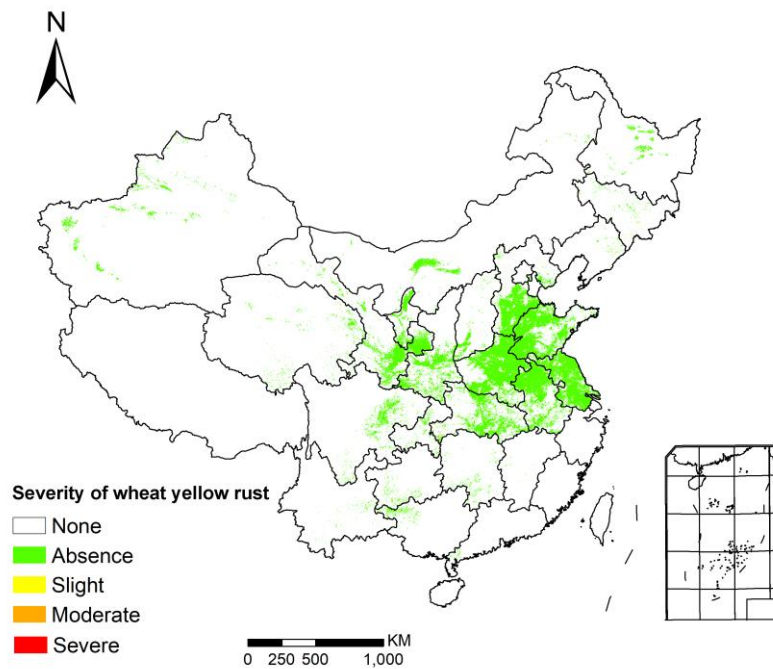 N
Severity of wheat yellow rust
None
Absence
Slight
Moderate
Severe
KM
0 250 500 1,000